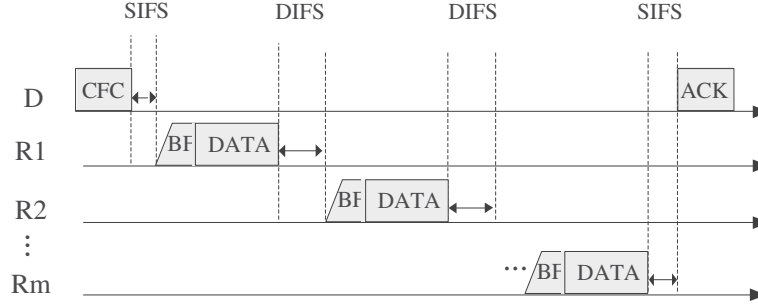 SIFS DIFS DIFS SIFS
D CFC ACK
R1 BF DATA
R2 BF DATA
⋮
Rm ... BF DATA